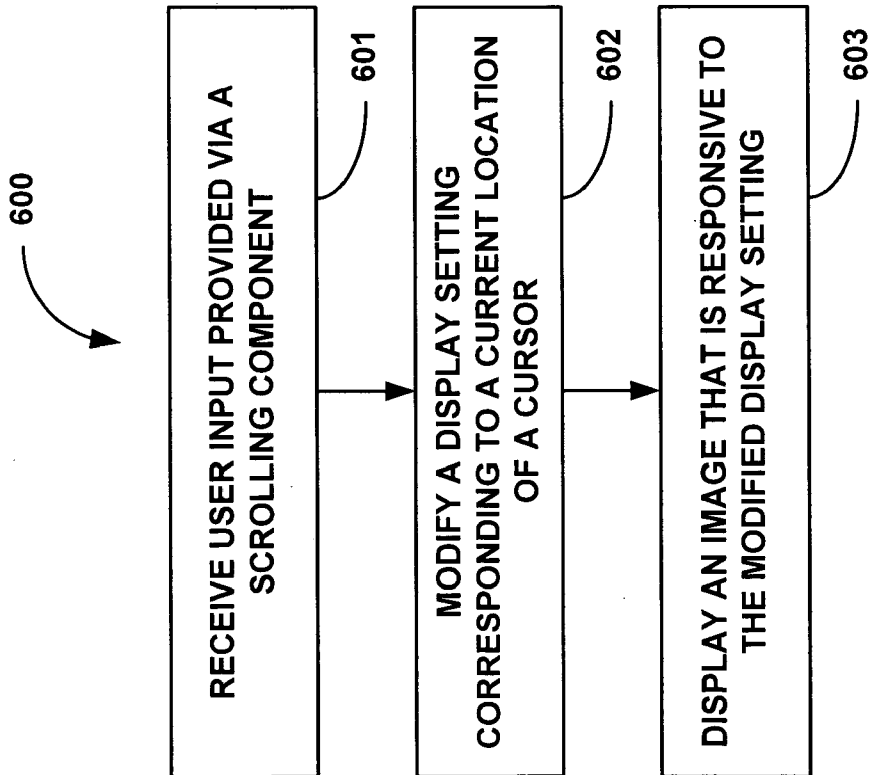 600
RECEIVE USER INPUT PROVIDED VIA A
SCROLLING COMPONENT
601
MODIFY A DISPLAY SETTING
CORRESPONDING TO A CURRENT LOCATION
OF A CURSOR
602
DISPLAY AN IMAGE THAT IS RESPONSIVE TO
THE MODIFIED DISPLAY SETTING
603